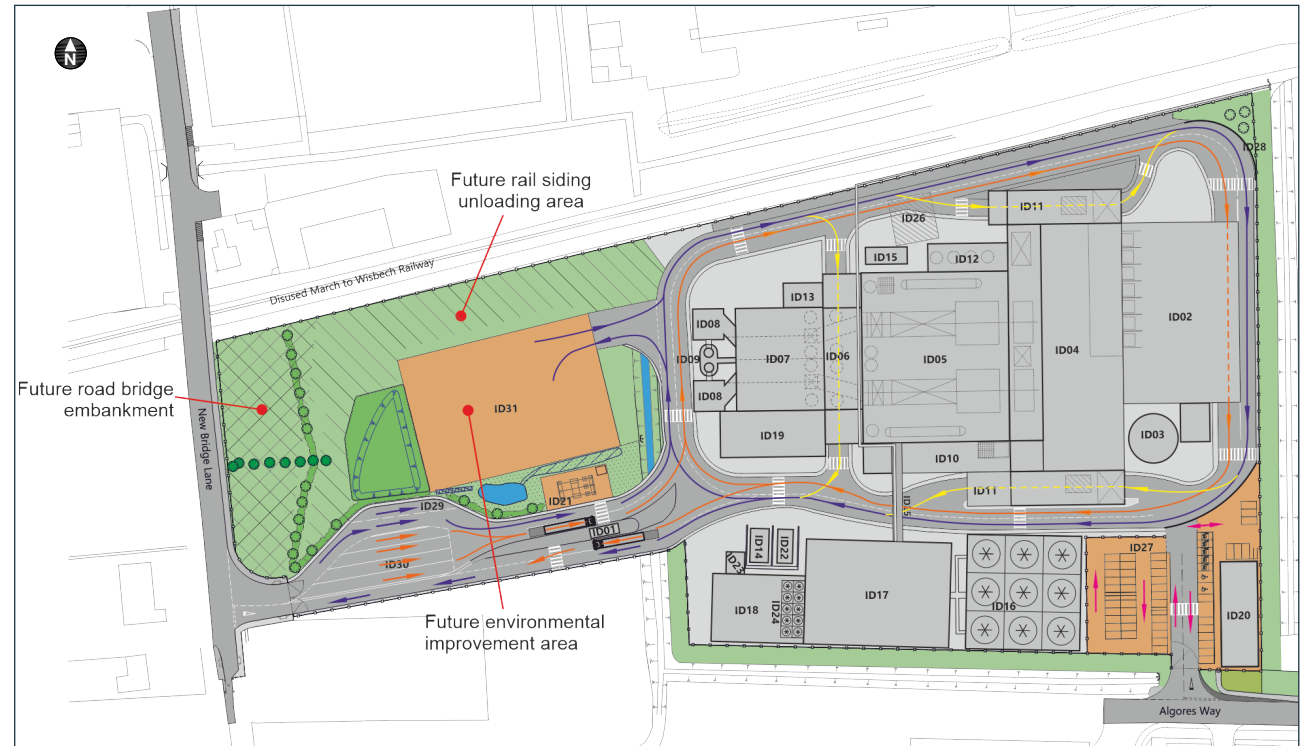 N
Future rail siding
unloading area
Disused March to Wisbech Railway
Future road bridge
embankment
New Bridge Lane
Future environmental
improvement area
Algores Way
ID28
ID11
ID26
ID15
ID12
ID02
ID13
ID08
ID07
ID06
ID05
ID04
ID09
ID08
ID31
ID19
ID10
ID03
ID11
ID15
ID29
ID21
ID01
ID30
ID14
ID22
ID23
ID18
ID24
ID17
ID16
ID27
ID20